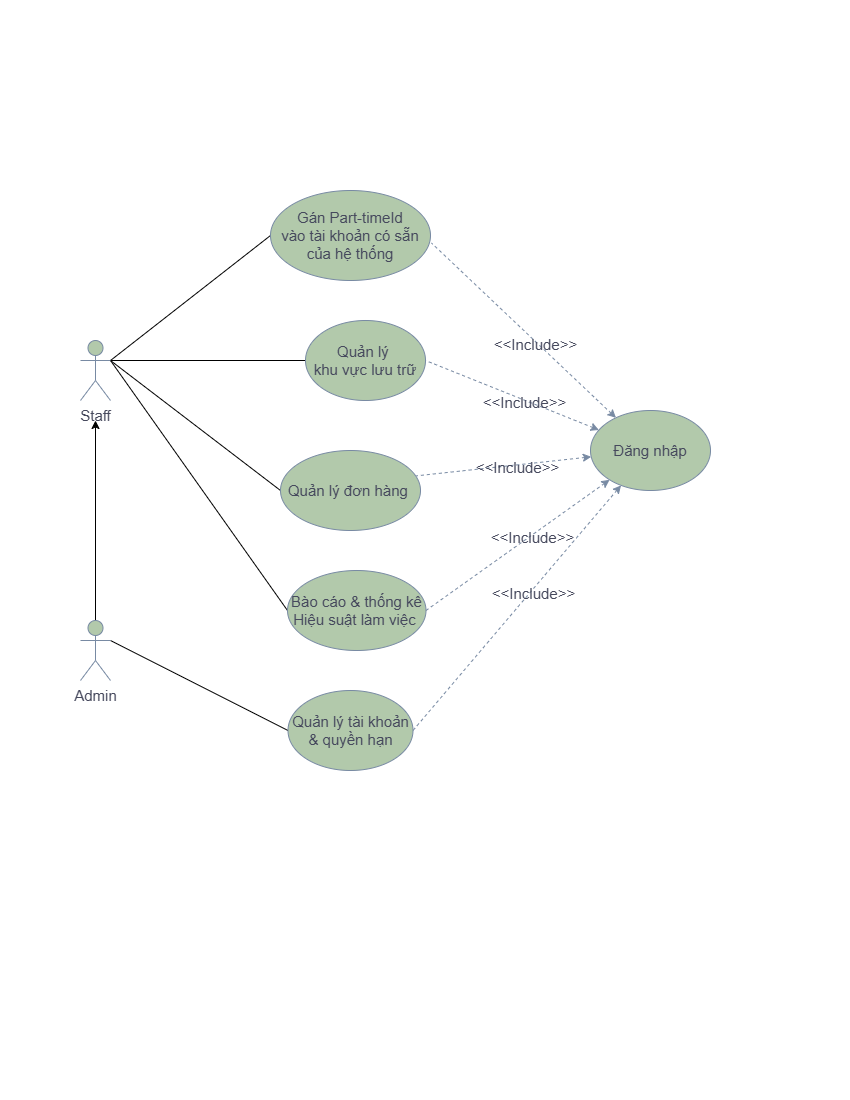 Gán Part-timeId
vào tài khoản có sẵn
của hệ thống
<<Include>>
Quản lý
khu vực lưu trữ
<<Include>>
Staff
Đăng nhập
<<Include>>
Quản lý đơn hàng
<<Include>>
<<Include>>
Bào cáo & thống kê
Hiệu suật làm việc
Admin
Quản lý tài khoản
& quyền hạn